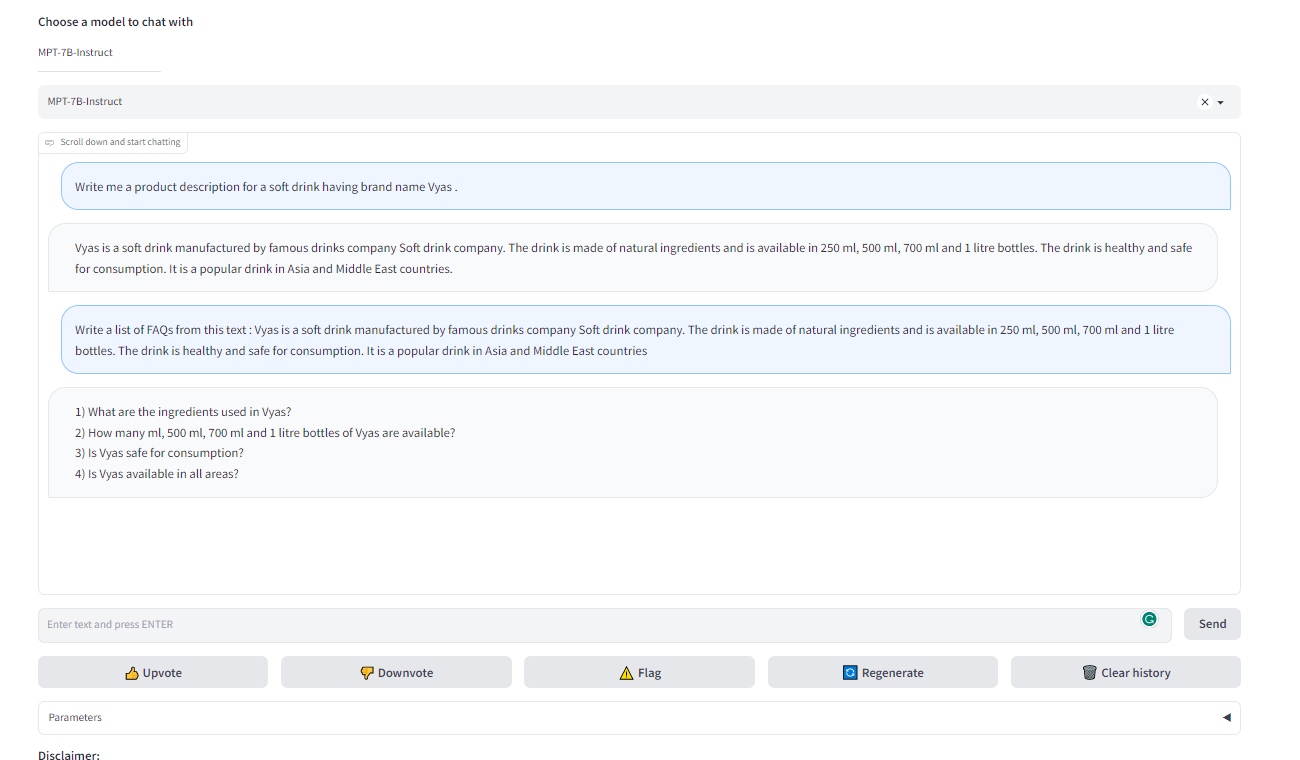 Choose a model to chat with
MPT-7B-Instruct
MPT-7B-Instruct
Scroll down and start chatting
Write me a product description for a soft drink having brand name Vyas .
Vyas is a soft drink manufactured by famous drinks company Soft drink company. The drink is made of natural ingredients and is available in 250 ml, 500 ml, 700 ml and 1 litre bottles. The drink is healthy and safe
for consumption. It is a popular drink in Asia and Middle East countries.
Write a list of FAQs from this text : Vyas is a soft drink manufactured by famous drinks company Soft drink company. The drink is made of natural ingredients and is available in 250 ml, 500 ml, 700 ml and 1 litre
bottles. The drink is healthy and safe for consumption. It is a popular drink in Asia and Middle East countries
1) What are the ingredients used in Vyas?
2) How many ml, 500 ml, 700 ml and 1 litre bottles of Vyas are available?
3) Is Vyas safe for consumption?
4) Is Vyas available in all areas?
Enter text and press ENTER
Send
Upvote
Downvote
Flag
Regenerate
Clear history
Parameters
Disclaimer: